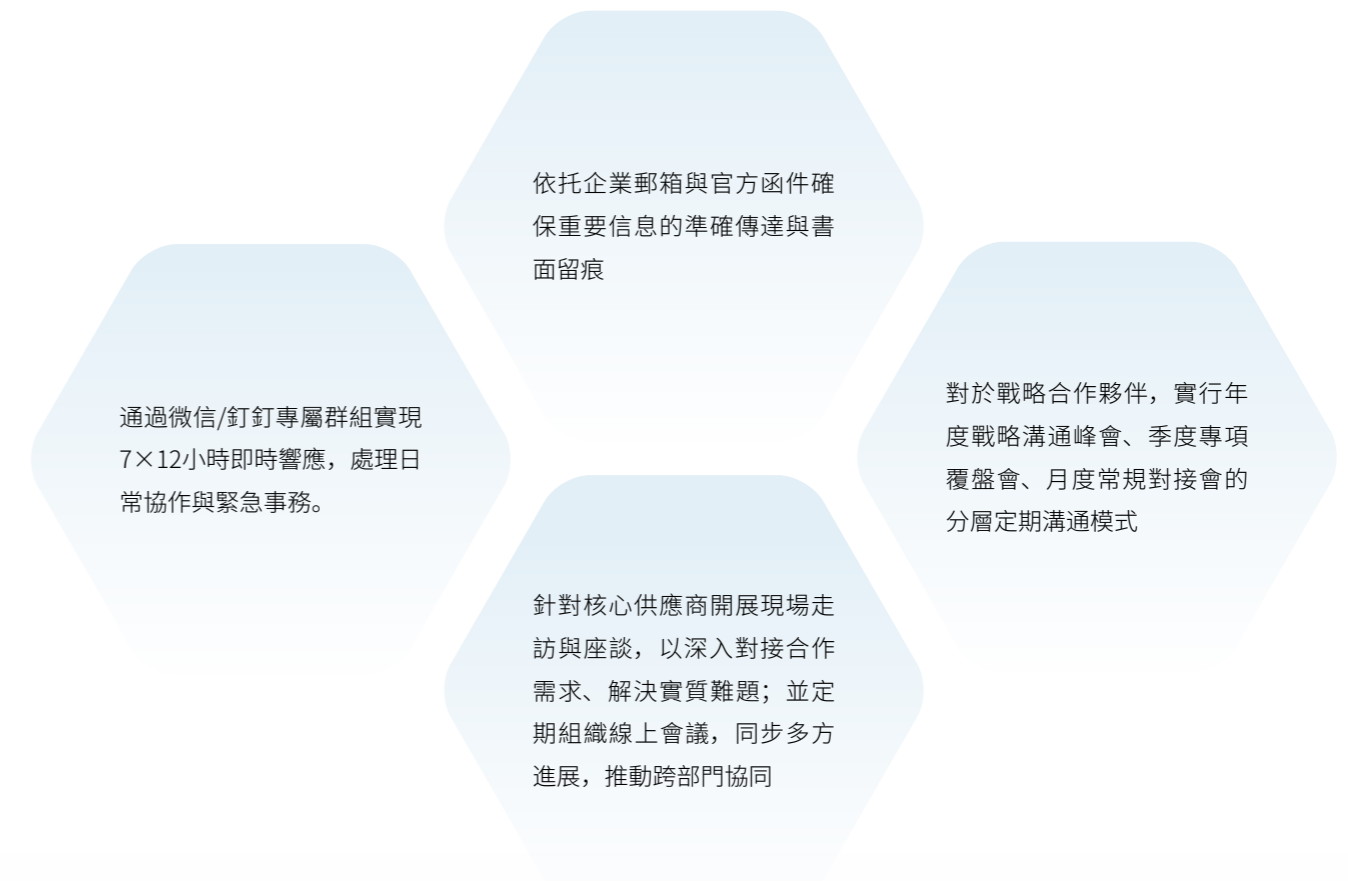 依托企業郵箱與官方函件確
保重要信息的準確傳達與書
面留痕
通過微信/釘釘專屬群組實現
7×12小時即時響應，處理日
常協作與緊急事務。
對於戰略合作夥伴，實行年
度戰略溝通峰會、季度專項
覆盤會、月度常規對接會的
分層定期溝通模式
針對核心供應商開展現場走
訪與座談，以深入對接合作
需求、解決實質難題；並定
期組織線上會議，同步多方
進展，推動跨部門協同